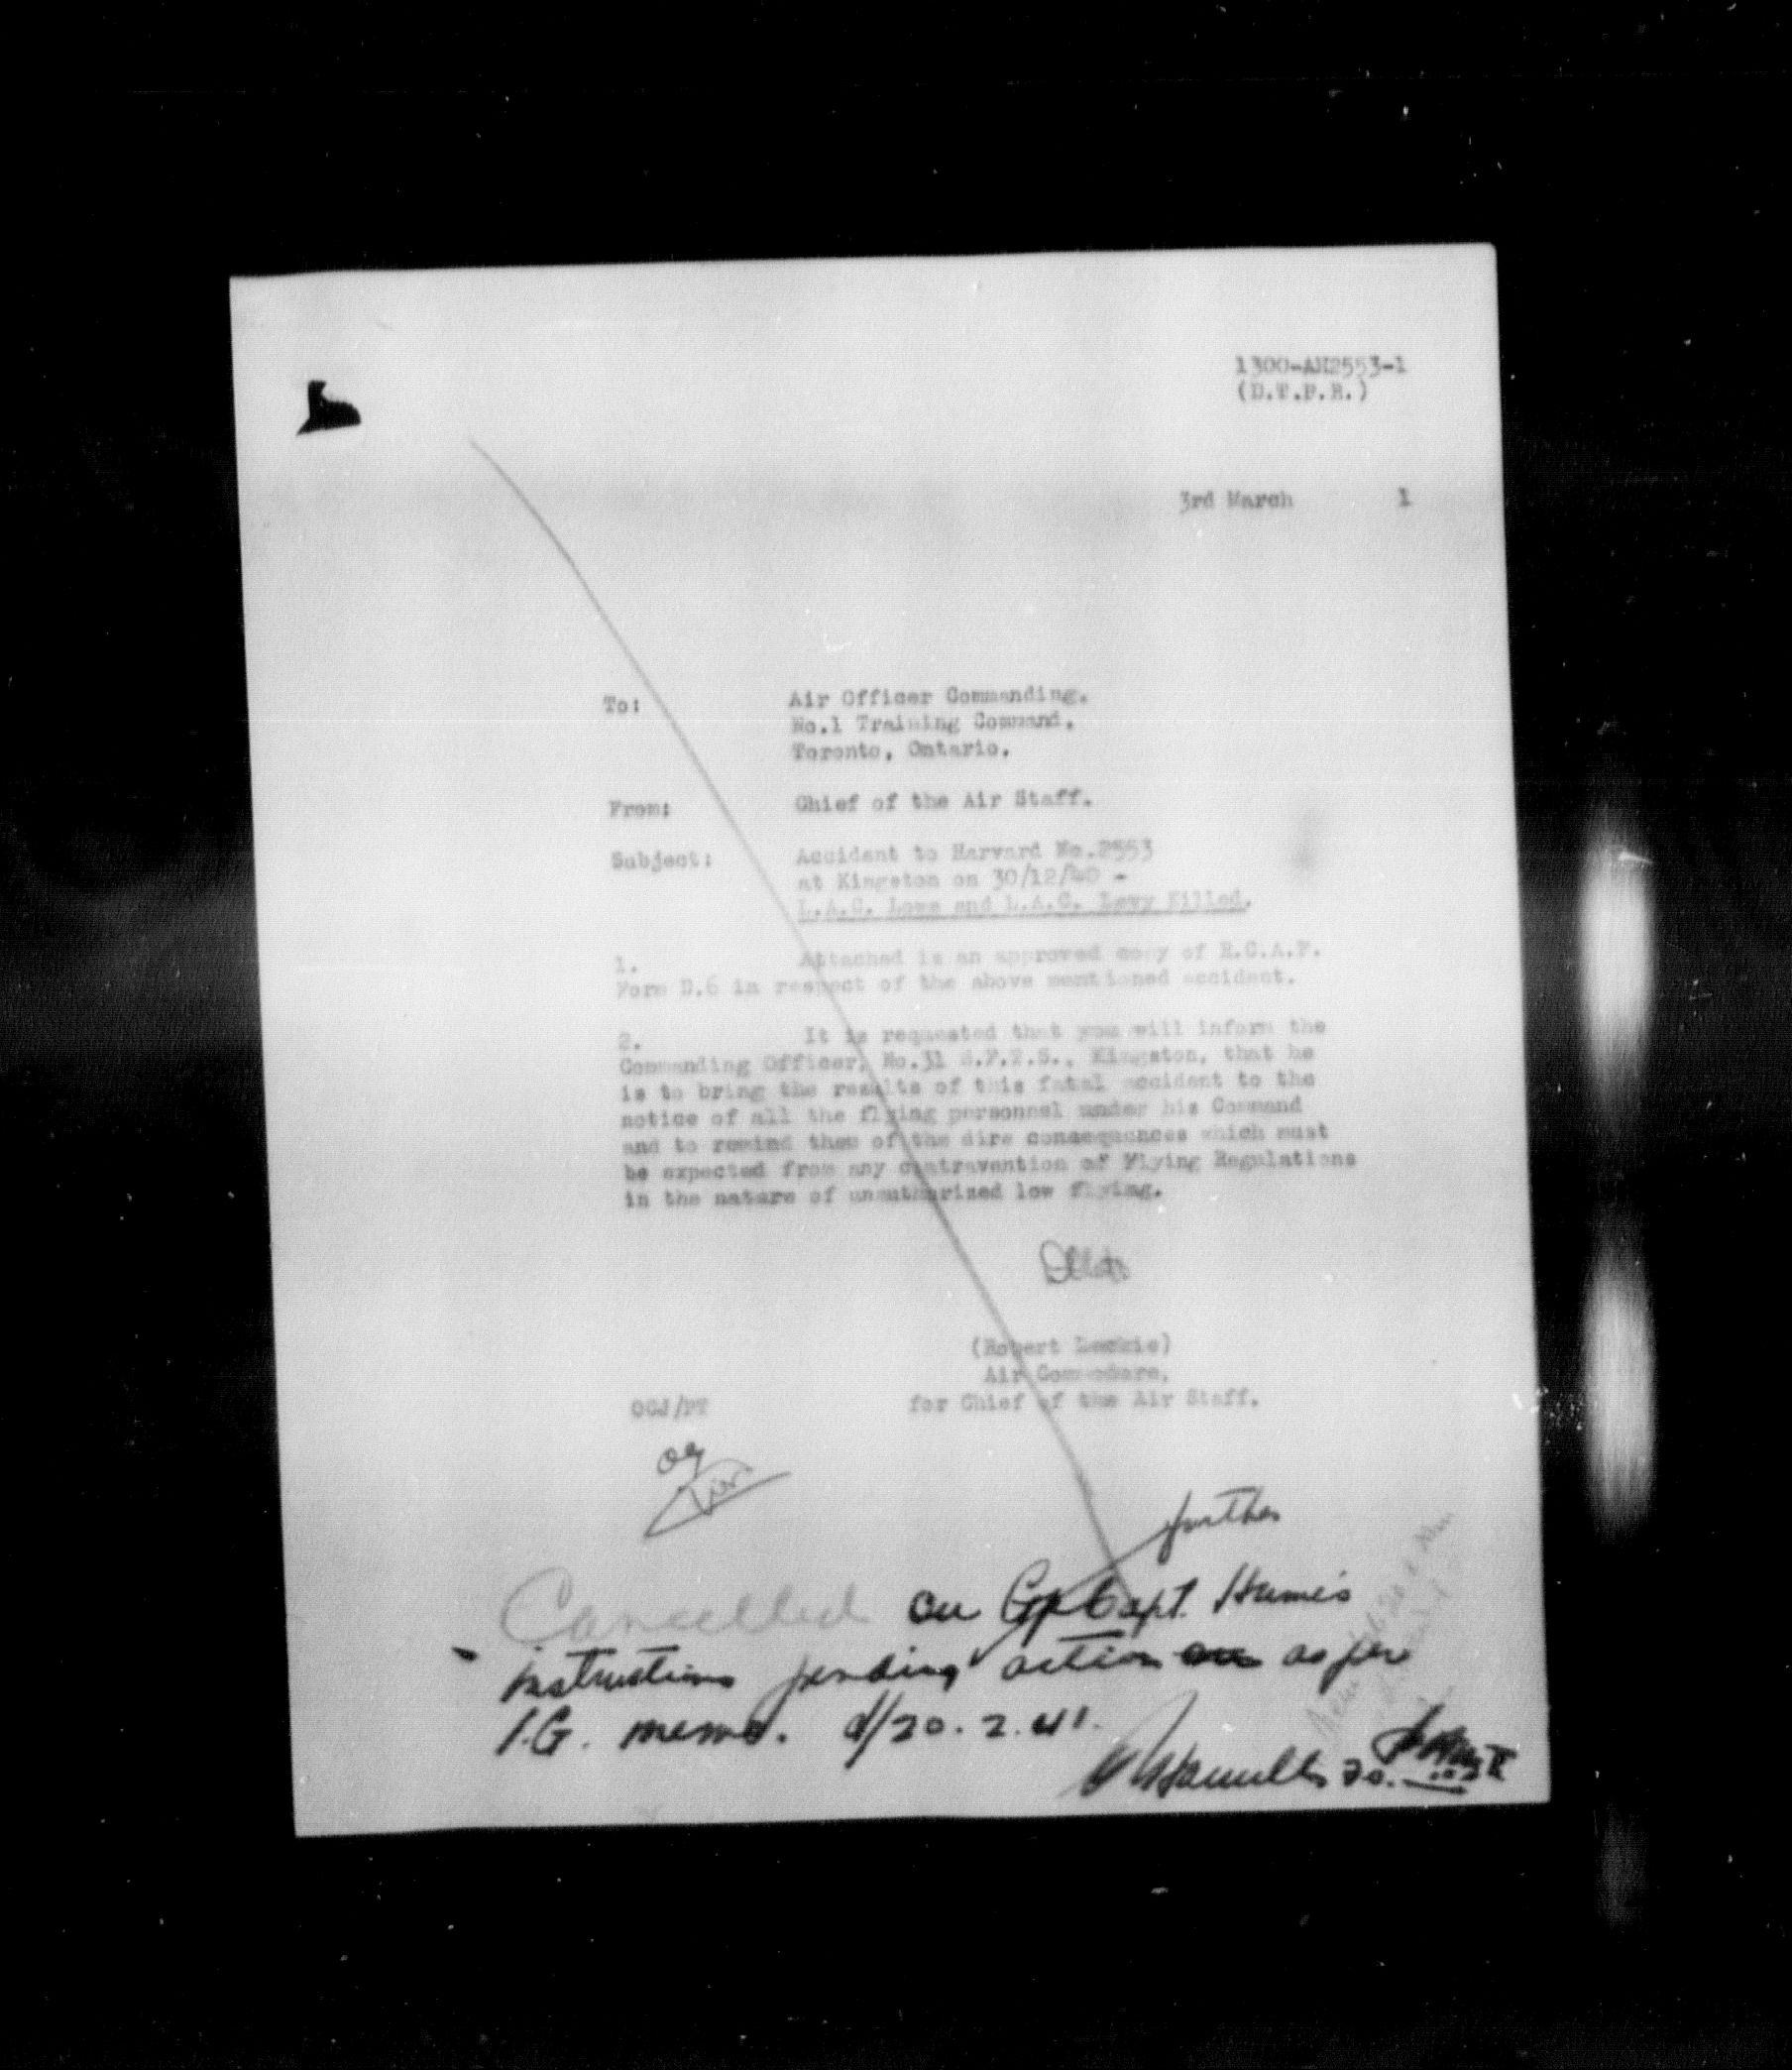 1300-AH2553-1
(D.T.P.R.)
3rd March 1
To: Air Officer Commanding.
No.1 Training Command.
Toronto, Ontario.
From: Chief of the Air Staff.
Subject: Accident to Harvard No.2553
at Kingston on 30/12/40 -
L.A.C. Lowe and L.A.C. Levy Killed.
1. Attached is an approved copy of R.C.A.F.
Form D.6 in respect of the above mentioned accident.
2. It is requested that you will inform the
Commanding Officer, No.31 S.F.T.S., Kingston, that he
is to bring the results of this fatal accident to the
notice of all the flying personnel under his Command
and to remind them of the dire consequences which must
be expected from any contravention of Flying Regulations
in the nature of unauthorized low flying.
(Robert Leckie)
Air Commodore,
OGJ/PT for Chief of the Air Staff.
further
Cancelled on Gp Capt. Hume's
instructions pending action as per
I.G. memo. d/20.2.41.